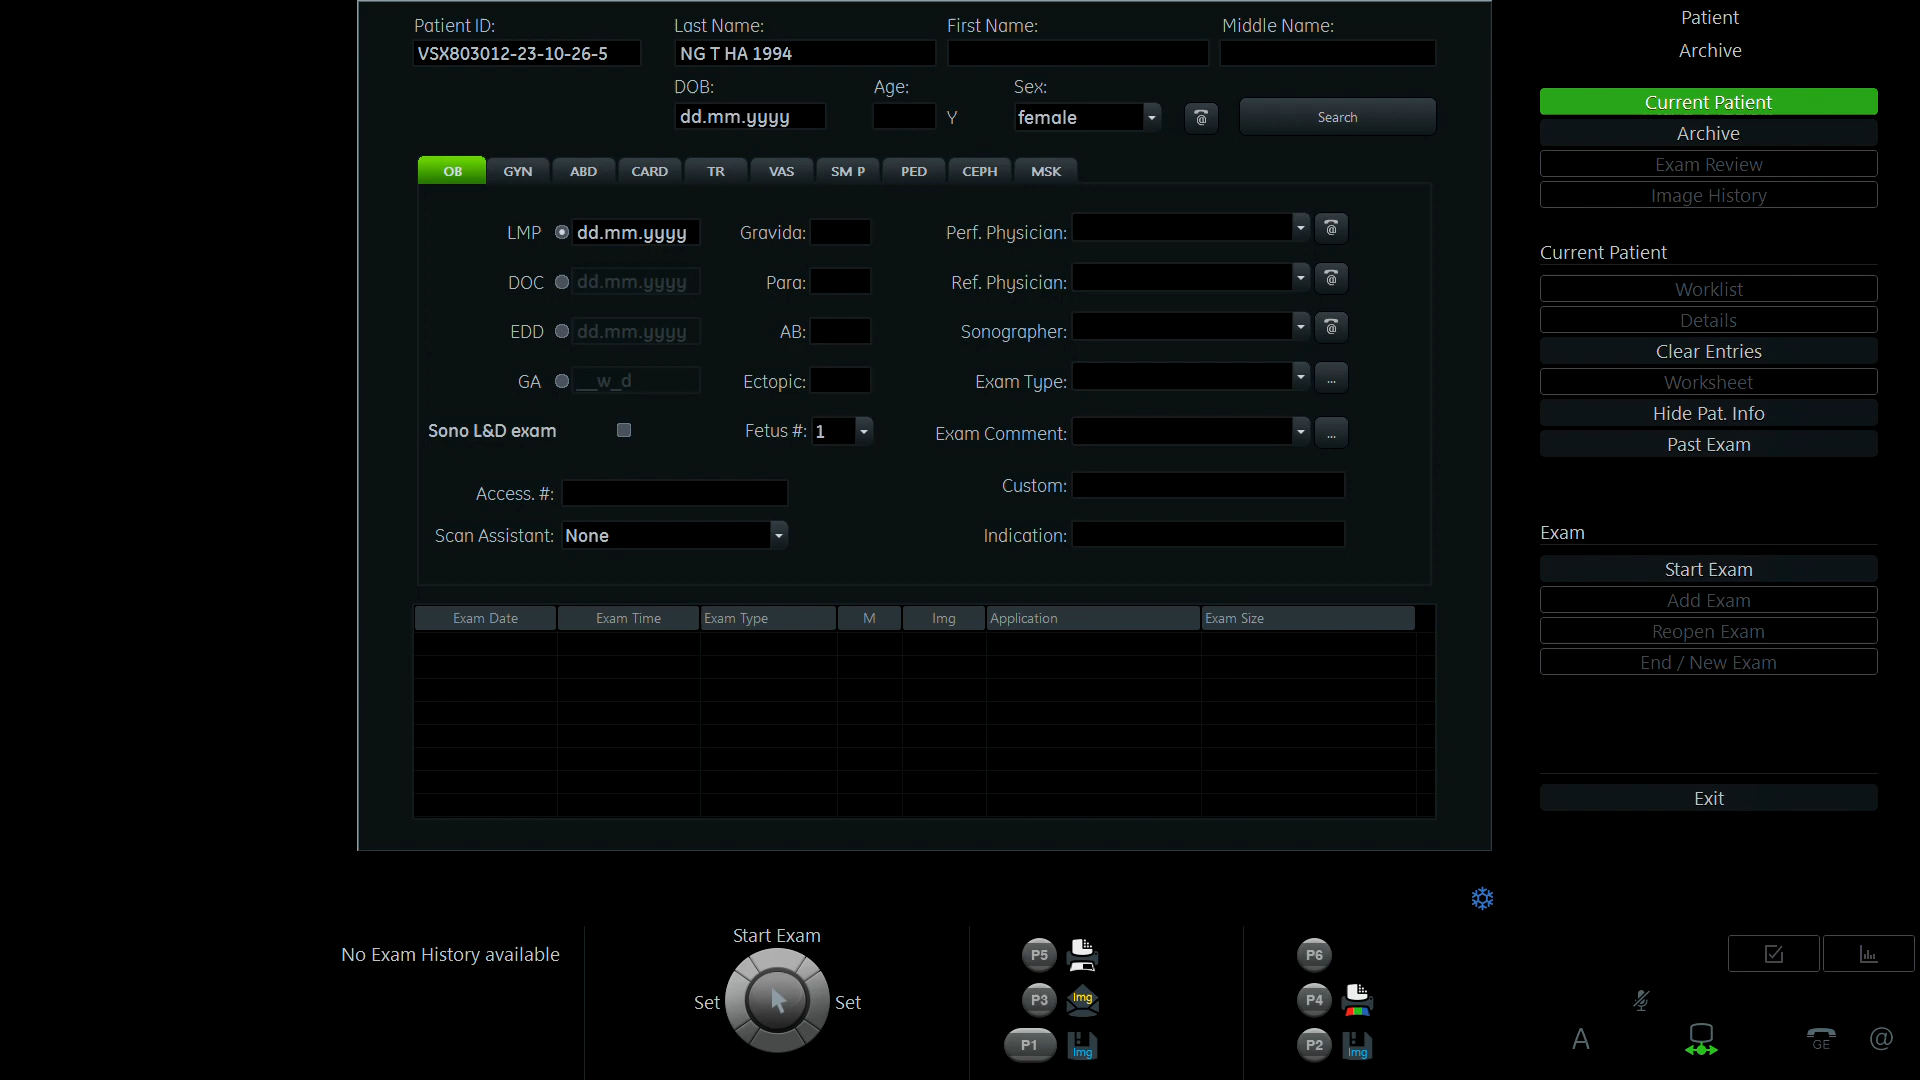 Patient ID: Last Name: First Name: Middle Name:
VSX803012-23-10-26-5 NG T HA 1994
DOB: Age: Sex:
dd.mm.yyyy Y female @ Search
OB GYN ABD CARD TR VAS SM P PED CEPH MSK
LMP dd.mm.yyyy Gravida: Perf. Physician: @
DOC dd.mm.yyyy Para: Ref. Physician: @
EDD dd.mm.yyyy AB: Sonographer: @
GA __w_d Ectopic: Exam Type: ...
Sono L&D exam Fetus #: 1 Exam Comment: ...
Access. #: Custom:
Scan Assistant: None Indication:
Exam Date Exam Time Exam Type M Img Application Exam Size
Patient
Archive
Current Patient
Archive
Exam Review
Image History
Current Patient
Worklist
Details
Clear Entries
Worksheet
Hide Pat. Info
Past Exam
Exam
Start Exam
Add Exam
Reopen Exam
End / New Exam
Exit
No Exam History available
Start Exam
Set Set
P5 P6
P3 Img P4
P1 Img P2 Img
A GE @